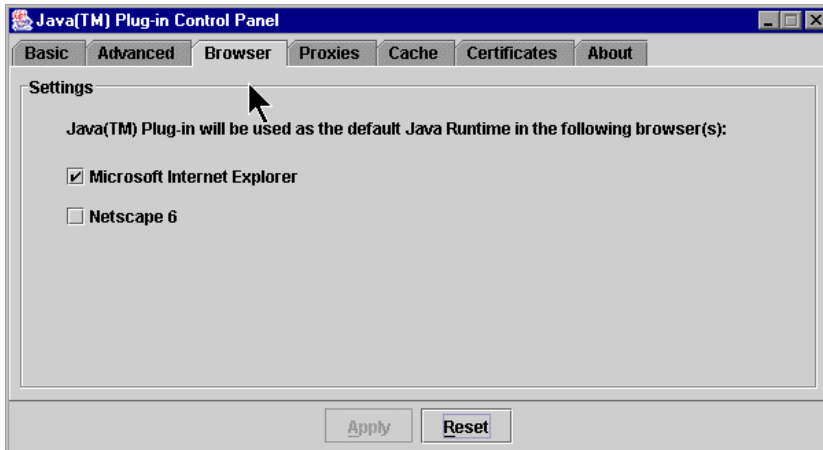 Java(TM) Plug-in Control Panel
Basic Advanced Browser Proxies Cache Certificates About
Settings
Java(TM) Plug-in will be used as the default Java Runtime in the following browser(s):
Microsoft Internet Explorer
Netscape 6
Apply Reset